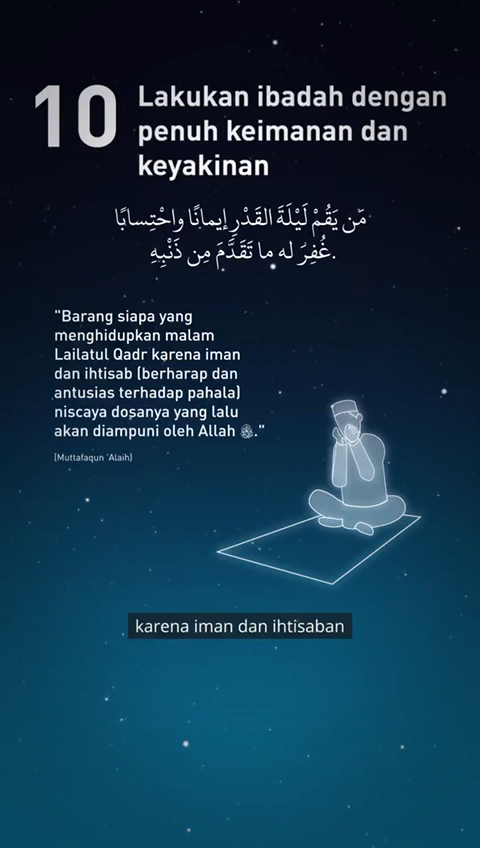 10 Lakukan ibadah dengan
penuh keimanan dan
keyakinan
مَن يَقُمْ لَيْلَةَ القَدْرِ إيمانًا واحْتِسابًا
غُفِرَ له ما تَقَدَّمَ مِن ذَنْبِهِ.
"Barang siapa yang
menghidupkan malam
Lailatul Qadr karena iman
dan ihtisab (berharap dan
antusias terhadap pahala)
niscaya dosanya yang lalu
akan diampuni oleh Allah ﷻ."
(Muttafaqun 'Alaih)
karena iman dan ihtisaban